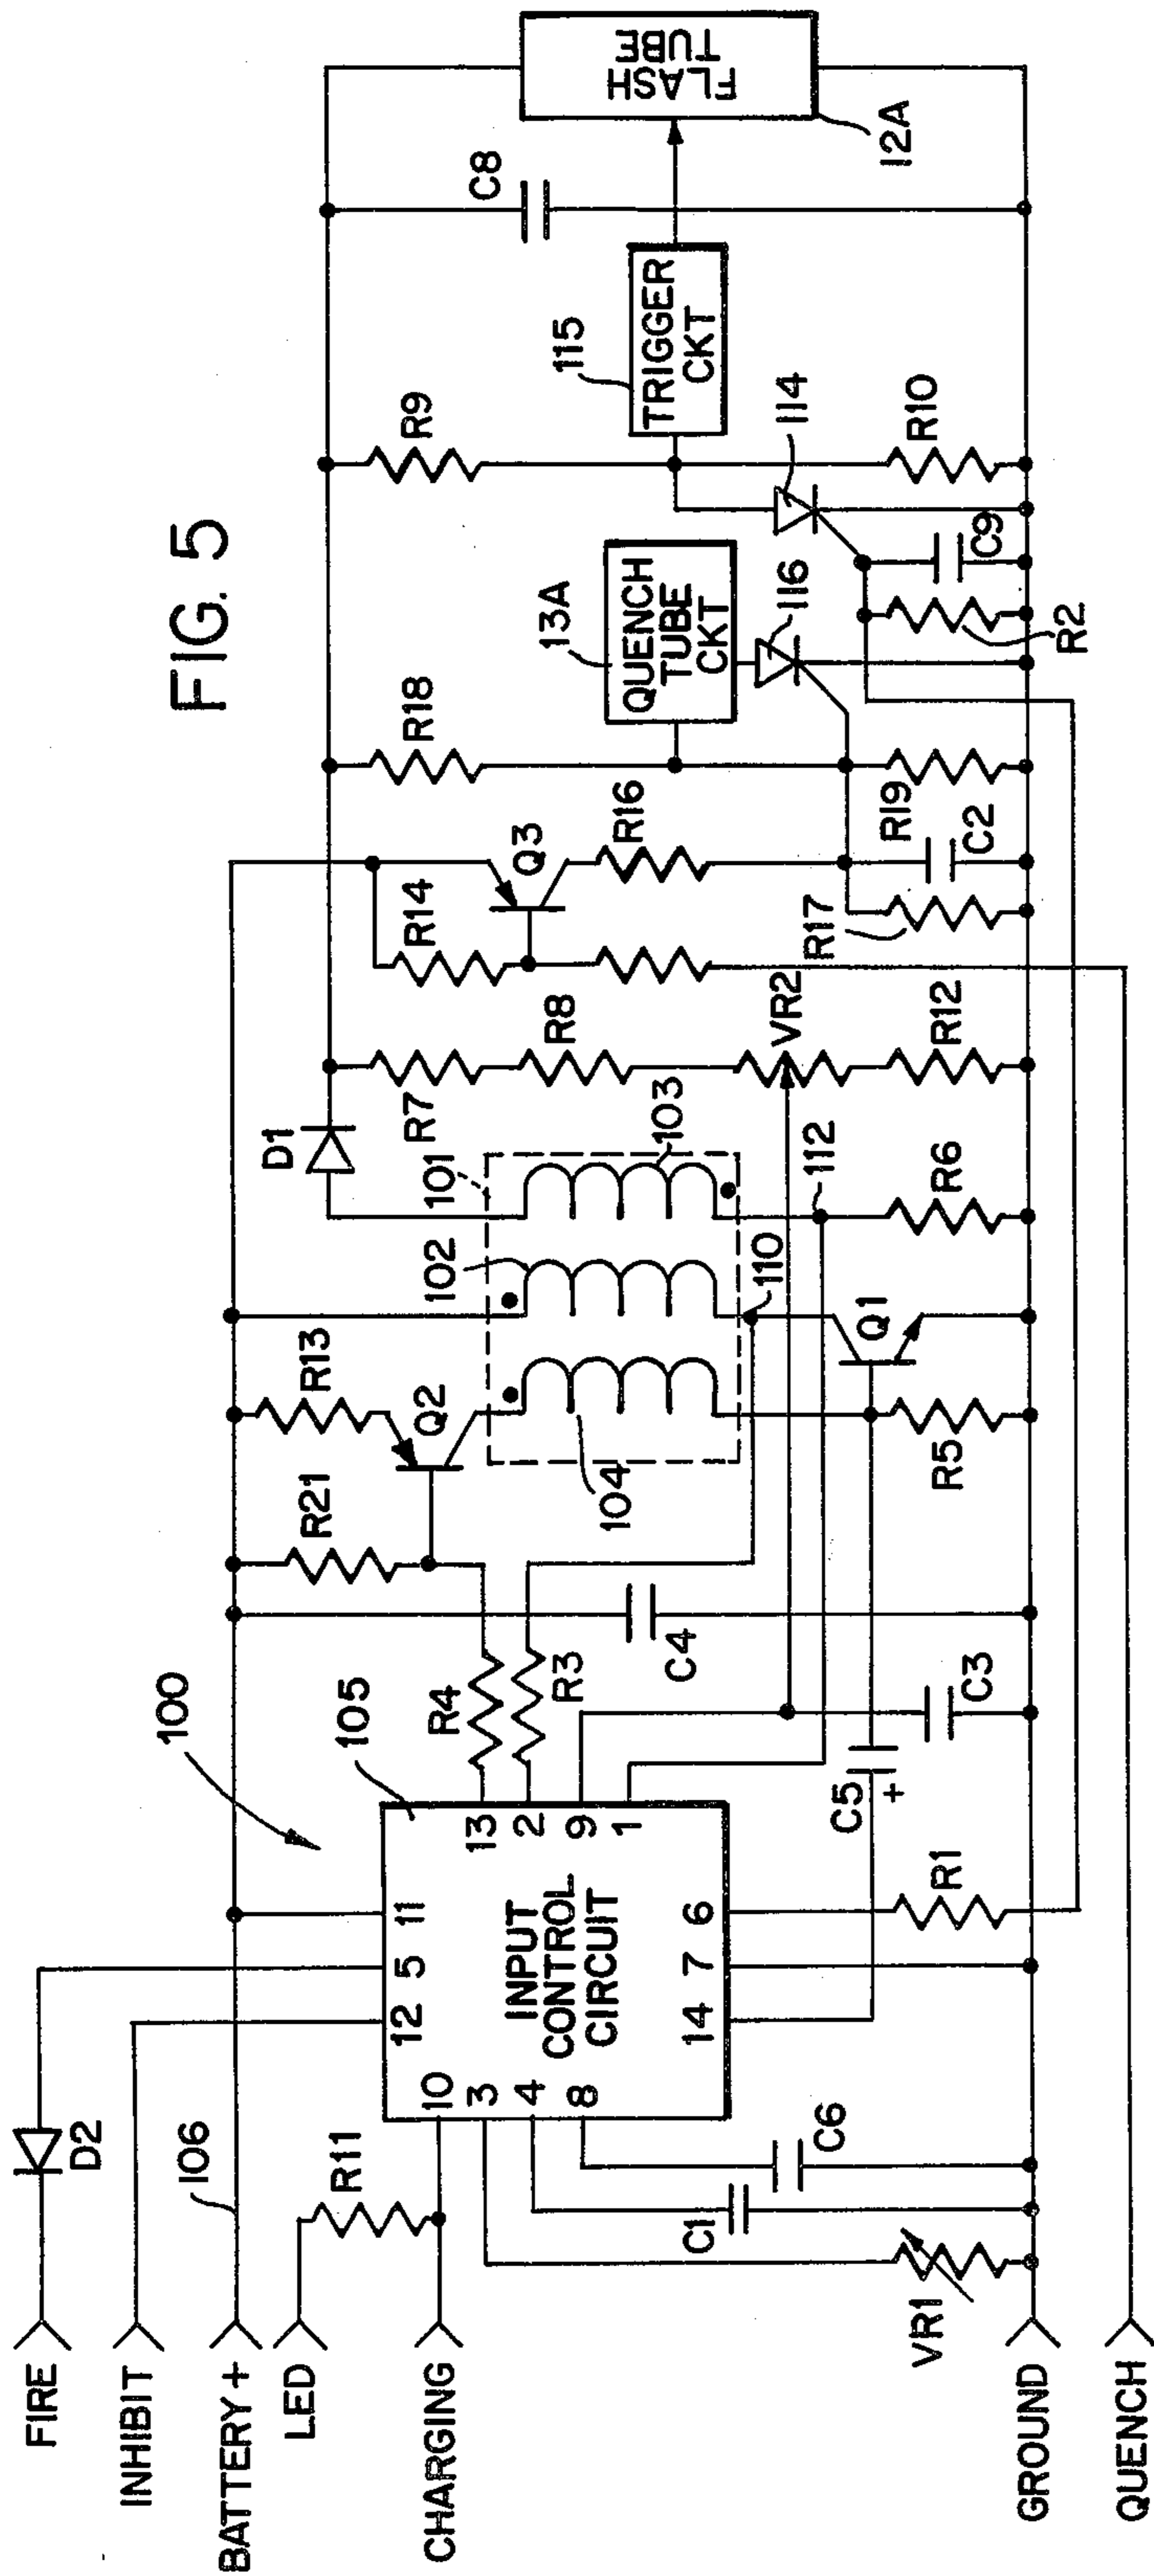 FIG. 5
FIRE
INHIBIT
BATTERY +
LED
CHARGING
GROUND
QUENCH
D2
106
R11
VR1
C1
C6
100
105
INPUT
CONTROL
CIRCUIT
10
3
4
8
12
5
11
13
2
9
1
14
7
6
R4
R3
R1
C5
+
C3
C4
R21
R13
Q2
104
102
101
103
110
112
R5
Q1
R6
D1
R7
R8
VR2
R12
R14
Q3
R16
R17
C2
R19
R18
13A
QUENCH
TUBE
CKT
116
R2
C9
114
R9
R10
115
TRIGGER
CKT
C8
FLASH
TUBE
12A